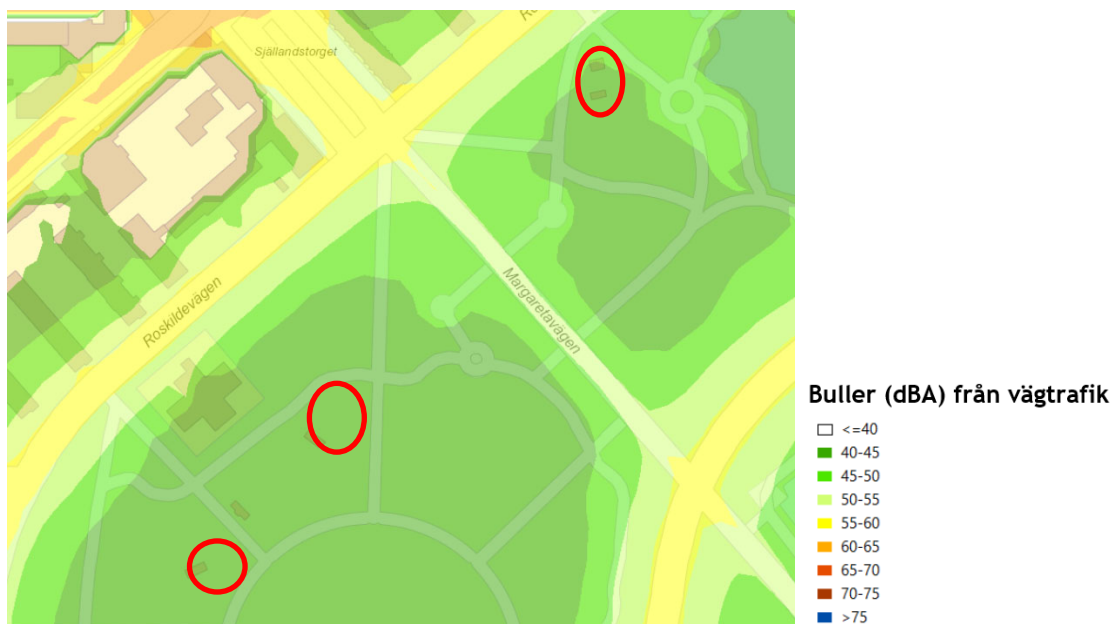 Själlandstorget
Roskildevägen
Margaretavägen
Buller (dBA) från vägtrafik
<=40
40-45
45-50
50-55
55-60
60-65
65-70
70-75
>75